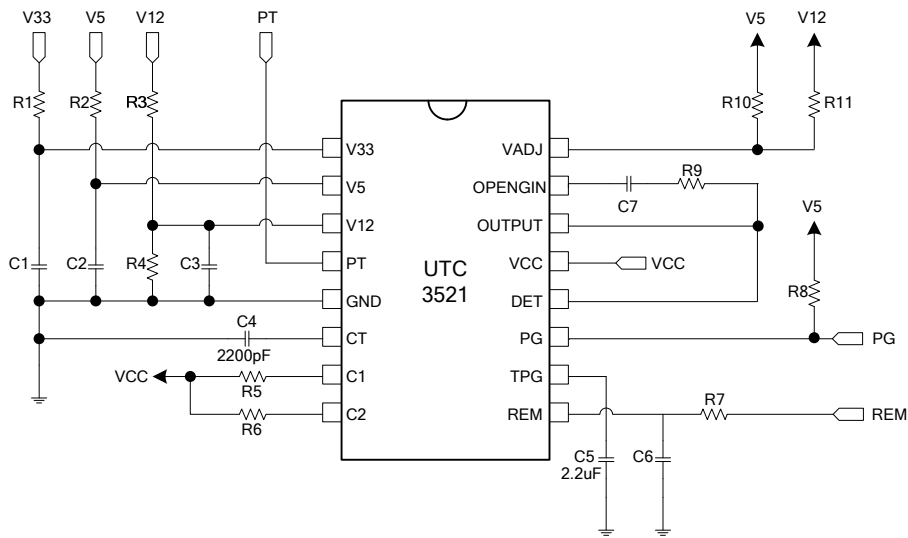 V33 V5 V12 PT V5 V12
R1 R2 R3 R10 R11
V33 VADJ
V5 OPENGIN C7 R9
V12 OUTPUT V5
C1 C2 R4 C3 PT UTC 3521 VCC VCC
GND DET R8
C4 2200pF CT PG PG
VCC R5 C1 TPG
R6 C2 REM R7 REM
C5 2.2uF C6